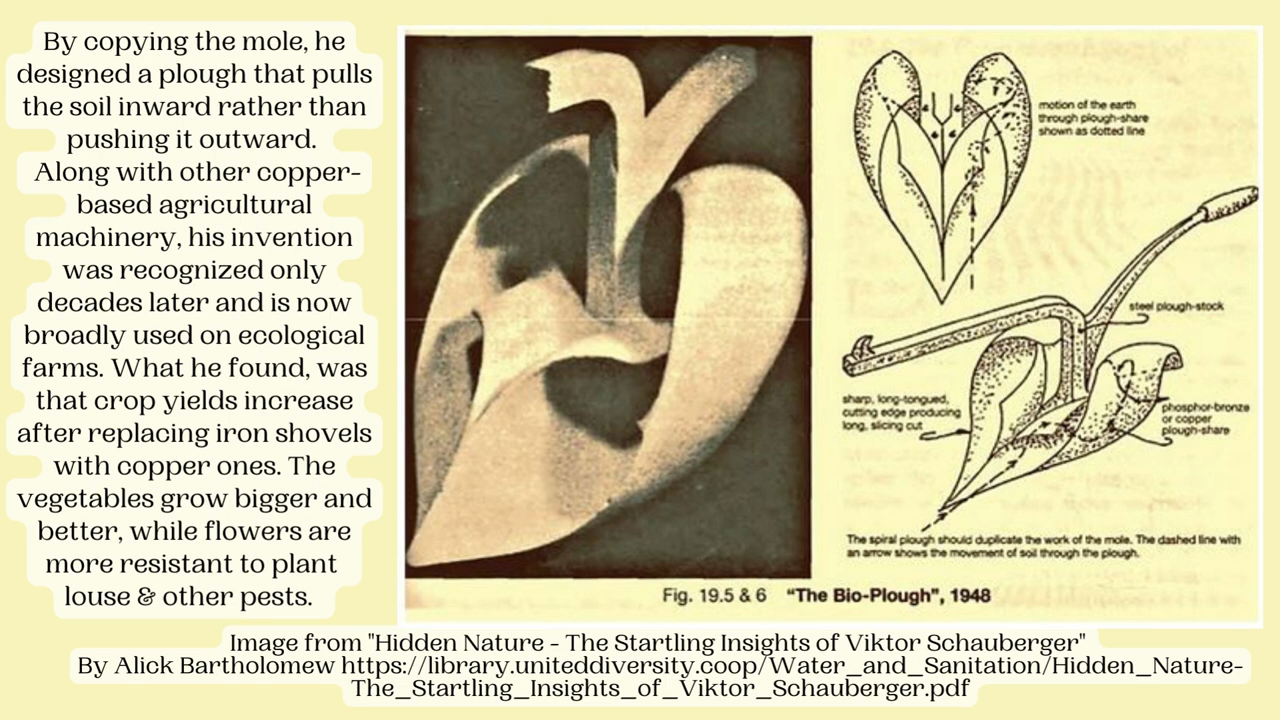 By copying the mole, he
designed a plough that pulls
the soil inward rather than
pushing it outward.
Along with other copper-
based agricultural
machinery, his invention
was recognized only
decades later and is now
broadly used on ecological
farms. What he found, was
that crop yields increase
after replacing iron shovels
with copper ones. The
vegetables grow bigger and
better, while flowers are
more resistant to plant
louse & other pests.
motion of the earth
through plough-share
shown as dotted line
steel plough-stock
sharp, long-tongued,
cutting edge producing
long, slicing cut
phosphor-bronze
or copper
plough-share
The spiral plough should duplicate the work of the mole. The dashed line with
an arrow shows the movement of soil through the plough.
Fig. 19.5 & 6 "The Bio-Plough", 1948
Image from "Hidden Nature - The Startling Insights of Viktor Schauberger"
By Alick Bartholomew https://library.uniteddiversity.coop/Water_and_Sanitation/Hidden_Nature-
The_Startling_Insights_of_Viktor_Schauberger.pdf